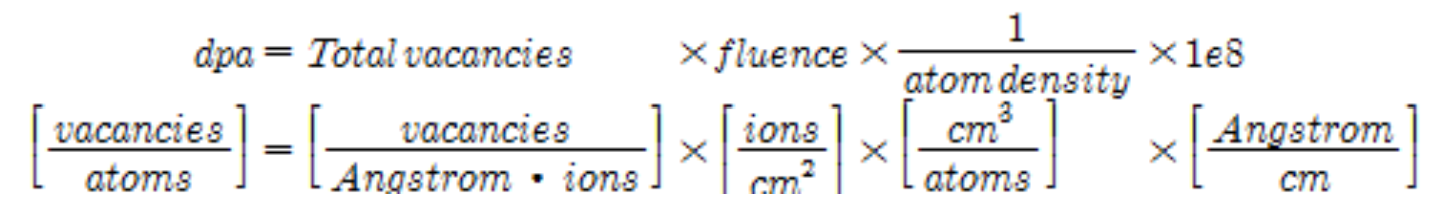 dpa = Total vacancies × fluence × 1/atom density × 1e8
[vacancies/atoms] = [vacancies/Angstrom • ions] × [ions/cm²] × [cm³/atoms] × [Angstrom/cm]